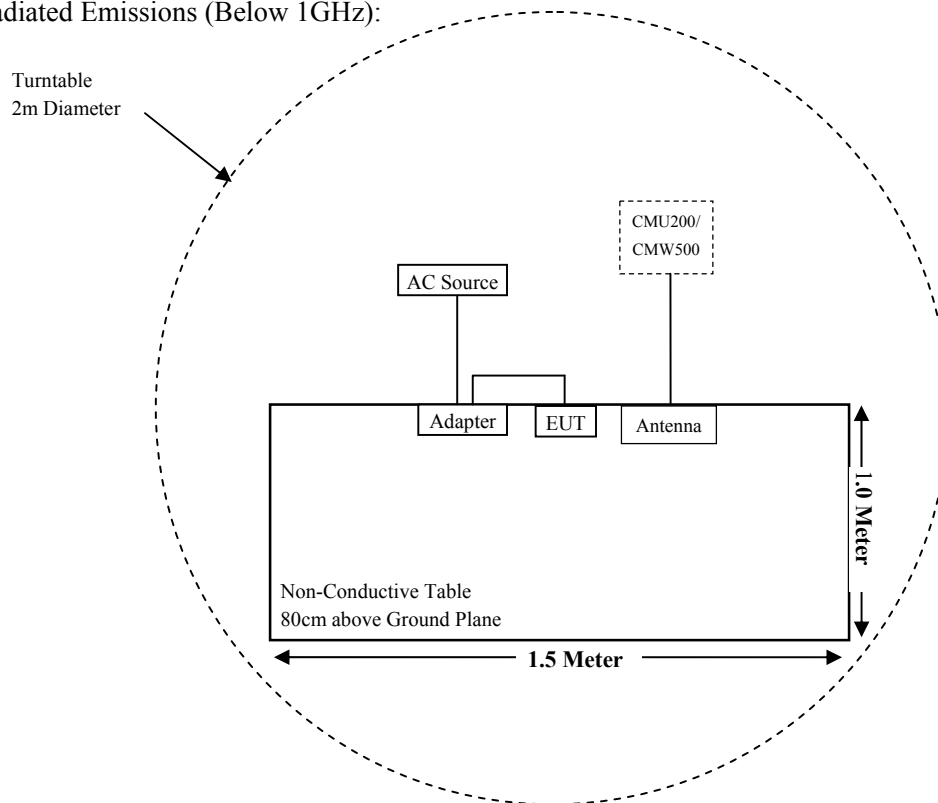 adiated Emissions (Below 1GHz):
Turntable
2m Diameter
CMU200/
CMW500
AC Source
Adapter
EUT
Antenna
1.0 Meter
Non-Conductive Table
80cm above Ground Plane
1.5 Meter